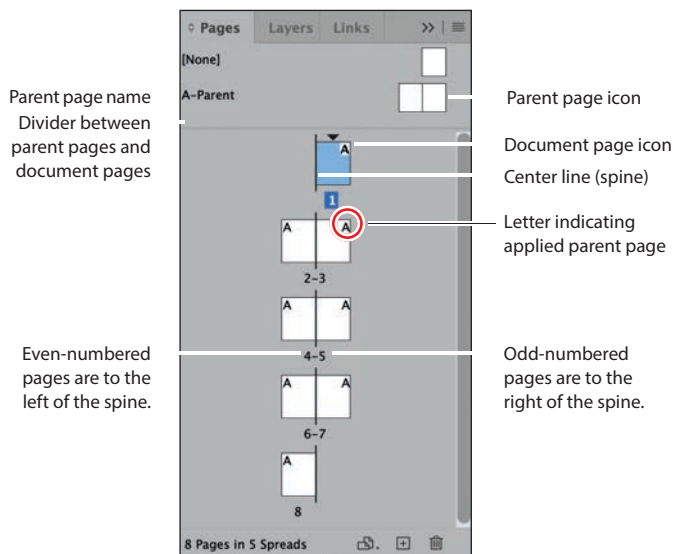 Pages
Layers
Links
[None]
Parent page name
A-Parent
Parent page icon
Divider between
parent pages and
document pages
A
Document page icon
Center line (spine)
1
A
A
Letter indicating
applied parent page
2-3
A
A
Even-numbered
pages are to the
left of the spine.
4-5
Odd-numbered
pages are to the
right of the spine.
A
A
6-7
A
8
8 Pages in 5 Spreads